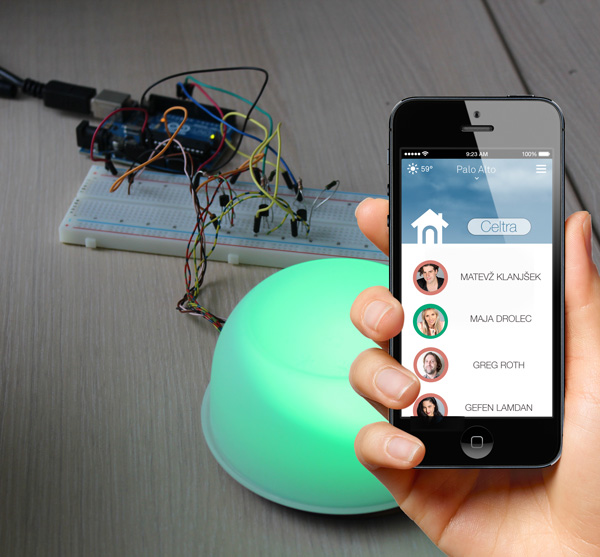 9:23 AM 100%
59° Palo Alto
Celtra
MATEVŽ KLANJŠEK
MAJA DROLEC
GREG ROTH
GEFEN LAMDAN